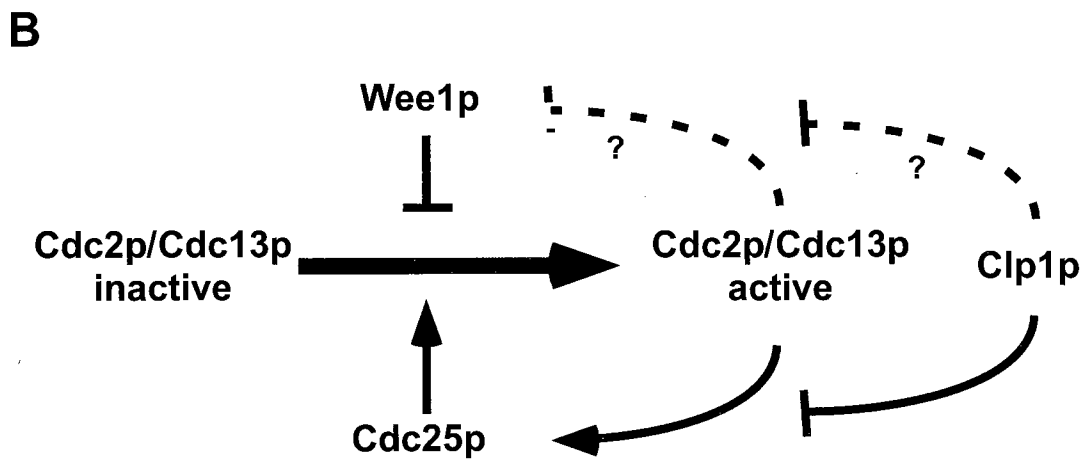 B
Wee1p
?
?
Cdc2p/Cdc13p
inactive
Cdc2p/Cdc13p
active
Clp1p
Cdc25p